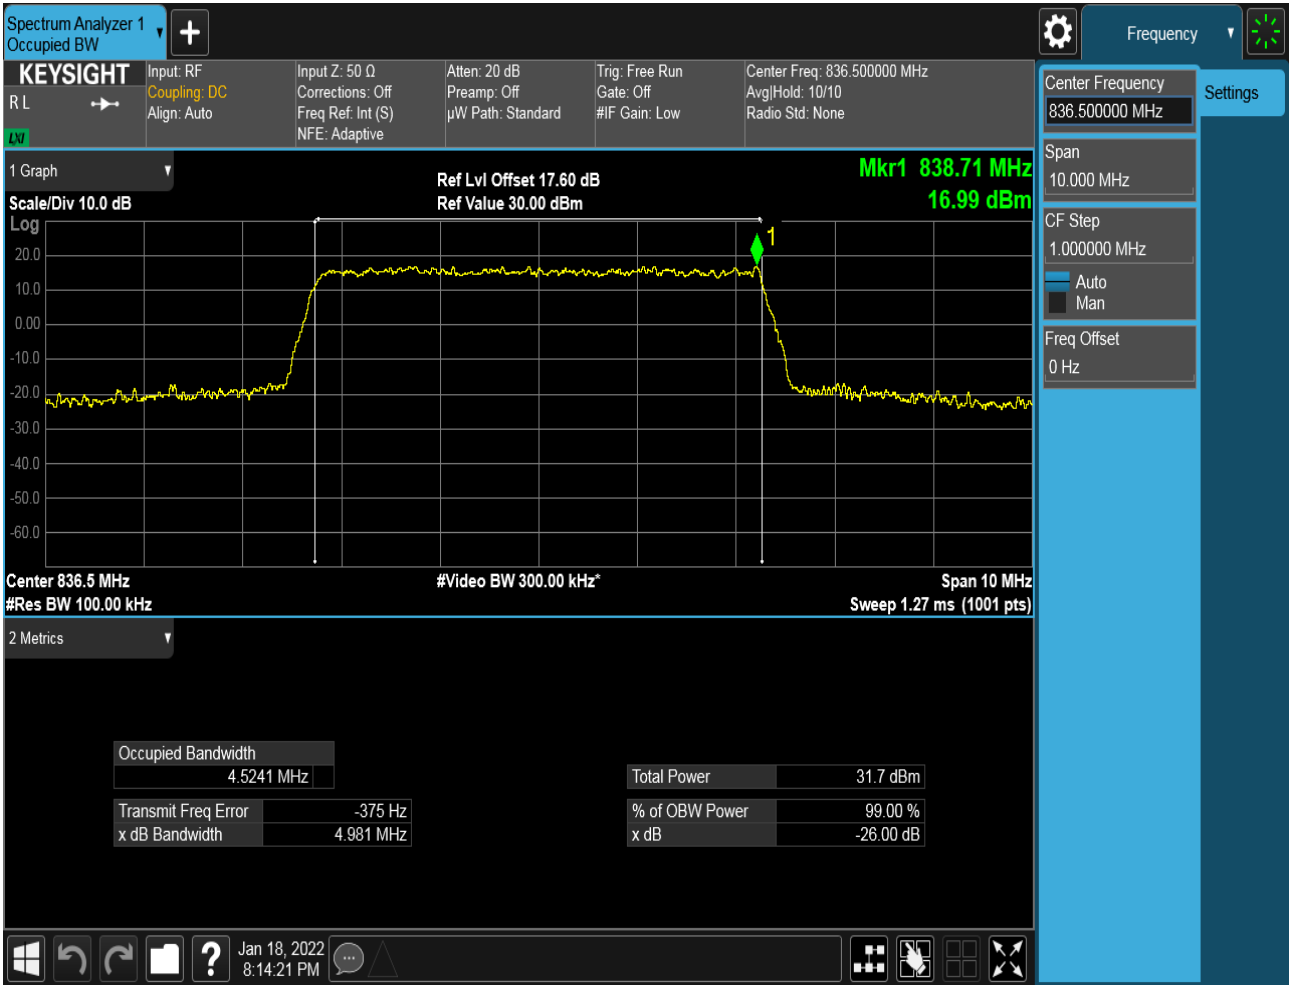 Spectrum Analyzer 1
Occupied BW
Frequency
KEYSIGHT
R L
LXI
Input: RF
Coupling: DC
Align: Auto
Input Z: 50 Ω
Corrections: Off
Freq Ref: Int (S)
NFE: Adaptive
Atten: 20 dB
Preamp: Off
µW Path: Standard
Trig: Free Run
Gate: Off
#IF Gain: Low
Center Freq: 836.500000 MHz
Avg|Hold: 10/10
Radio Std: None
Center Frequency
836.500000 MHz
Settings
Span
10.000 MHz
CF Step
1.000000 MHz
Auto
Man
Freq Offset
0 Hz
1 Graph
Scale/Div 10.0 dB
Ref Lvl Offset 17.60 dB
Ref Value 30.00 dBm
Mkr1 838.71 MHz
16.99 dBm
Log
1
20.0
10.0
0.00
-10.0
-20.0
-30.0
-40.0
-50.0
-60.0
Center 836.5 MHz
#Video BW 300.00 kHz*
Span 10 MHz
#Res BW 100.00 kHz
Sweep 1.27 ms (1001 pts)
2 Metrics
Occupied Bandwidth
4.5241 MHz
Total Power 31.7 dBm
Transmit Freq Error -375 Hz
% of OBW Power 99.00 %
x dB Bandwidth 4.981 MHz
x dB -26.00 dB
?
Jan 18, 2022
8:14:21 PM